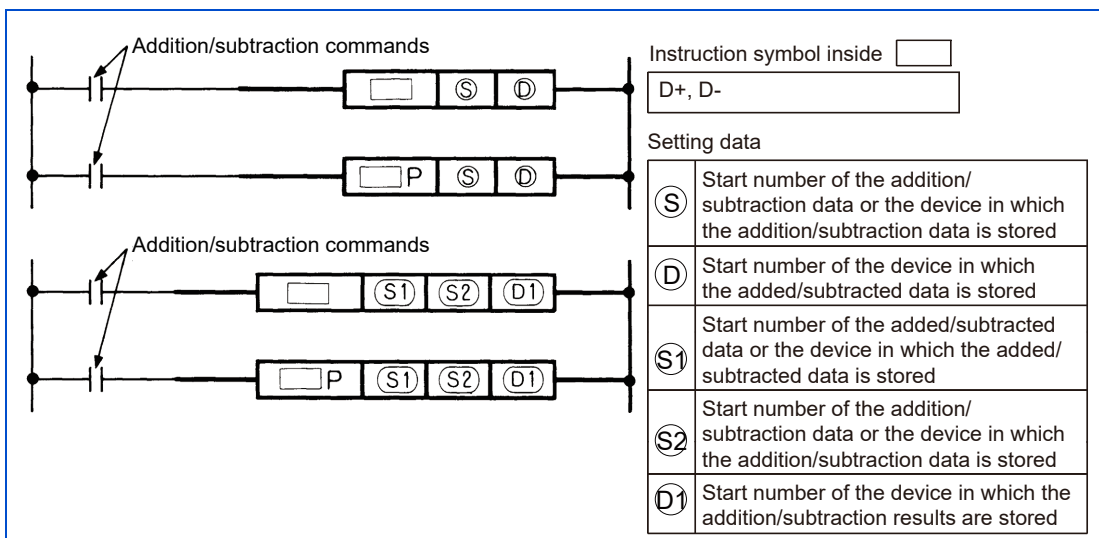 Addition/subtraction commands
S D
P S D
Addition/subtraction commands
S1 S2 D1
P S1 S2 D1
Instruction symbol inside
D+, D-
Setting data
S
Start number of the addition/
subtraction data or the device in which
the addition/subtraction data is stored
D
Start number of the device in which
the added/subtracted data is stored
S1
Start number of the added/subtracted
data or the device in which the added/
subtracted data is stored
S2
Start number of the addition/
subtraction data or the device in which
the addition/subtraction data is stored
D1
Start number of the device in which the
addition/subtraction results are stored